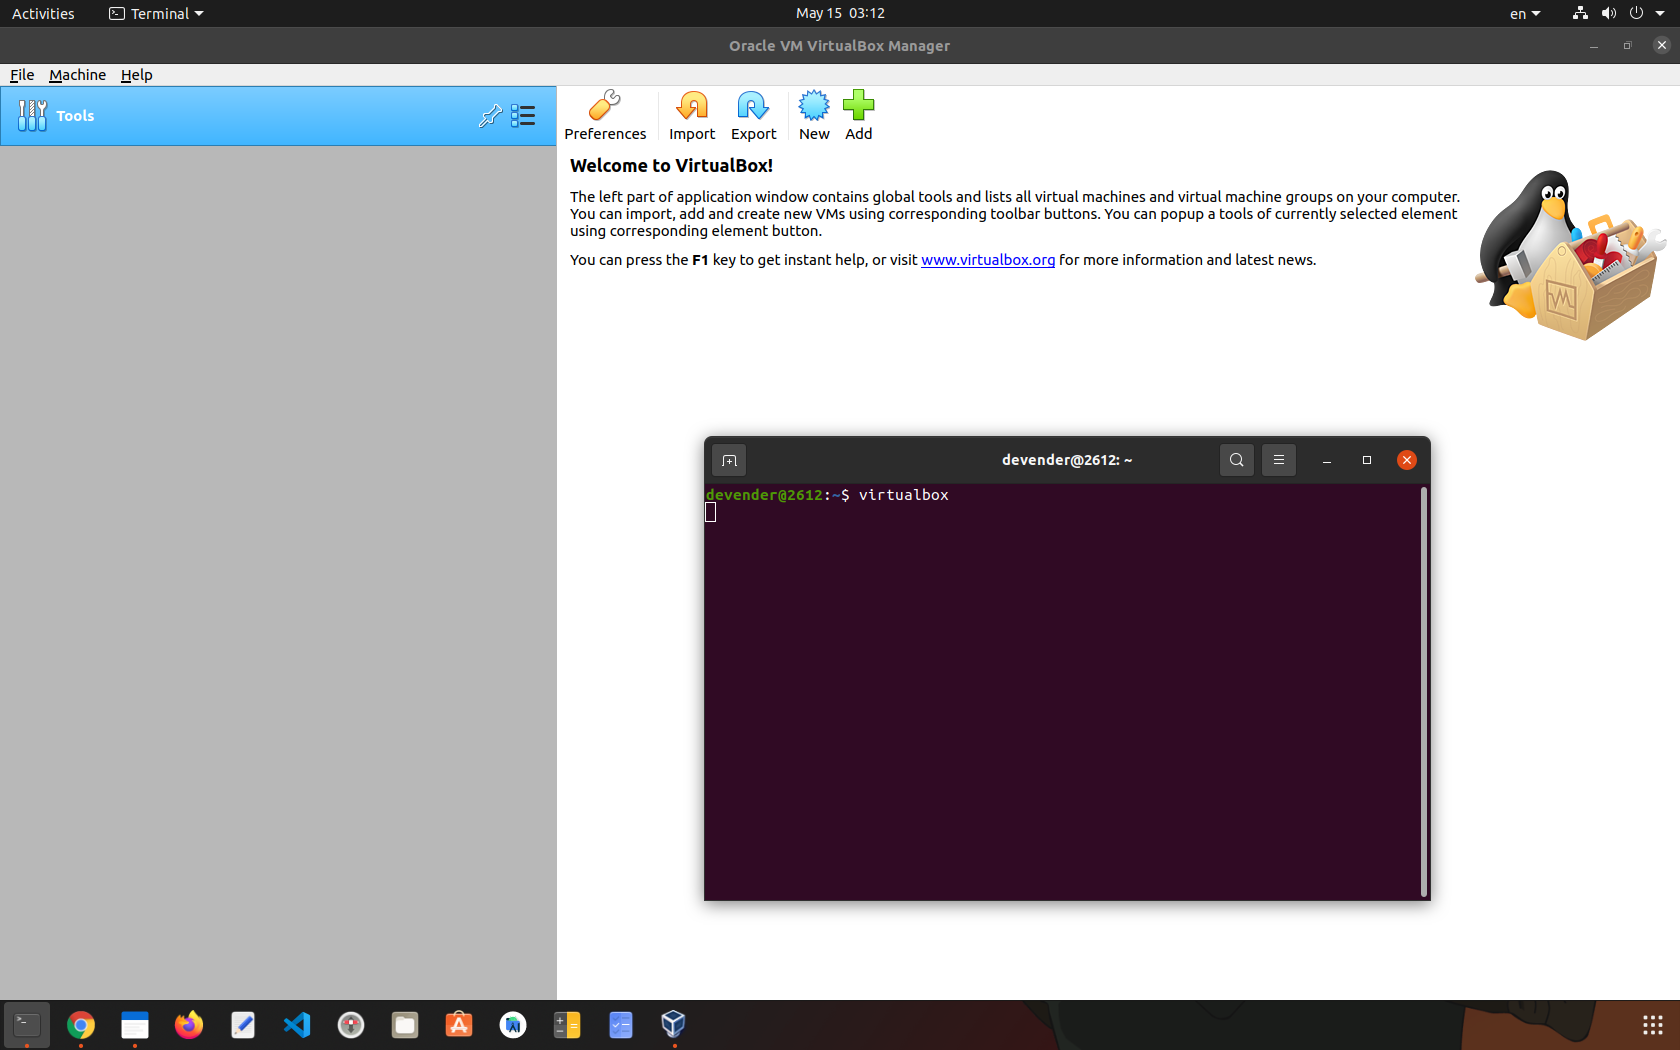 Activities
Terminal
May 15 03:12
en
Oracle VM VirtualBox Manager
File Machine Help
Tools
Preferences
Import
Export
New
Add
Welcome to VirtualBox!
The left part of application window contains global tools and lists all virtual machines and virtual machine groups on your computer.
You can import, add and create new VMs using corresponding toolbar buttons. You can popup a tools of currently selected element
using corresponding element button.
You can press the F1 key to get instant help, or visit www.virtualbox.org for more information and latest news.
devender@2612: ~
devender@2612:~$ virtualbox